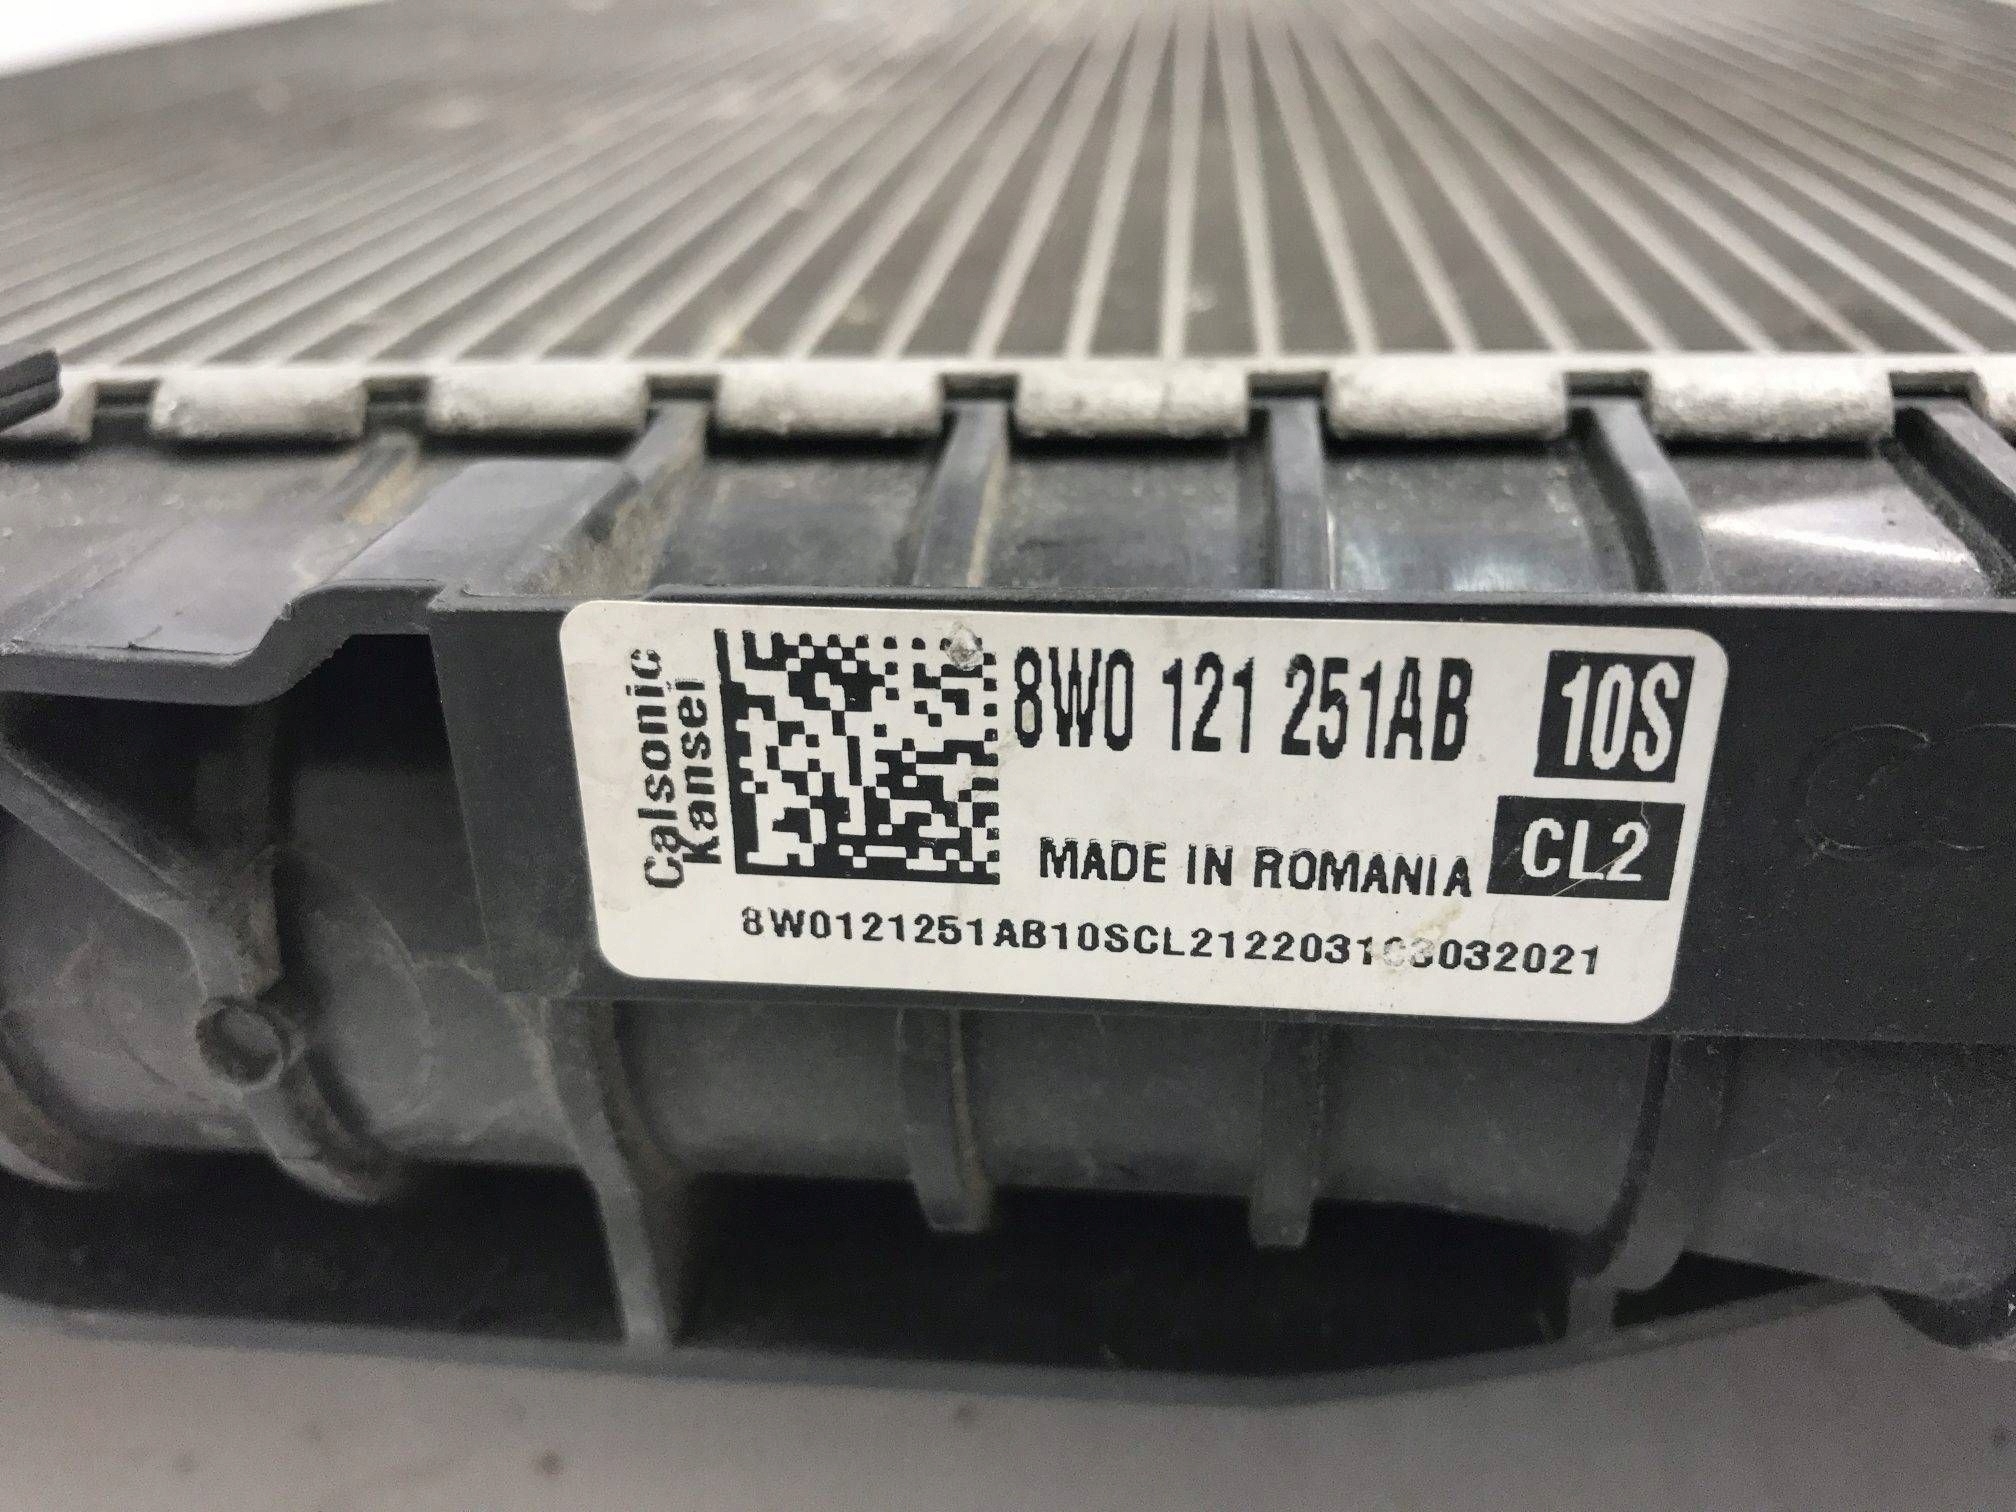 Calsonic
Kansei
8W0 121 251AB
10S
MADE IN ROMANIA
CL2